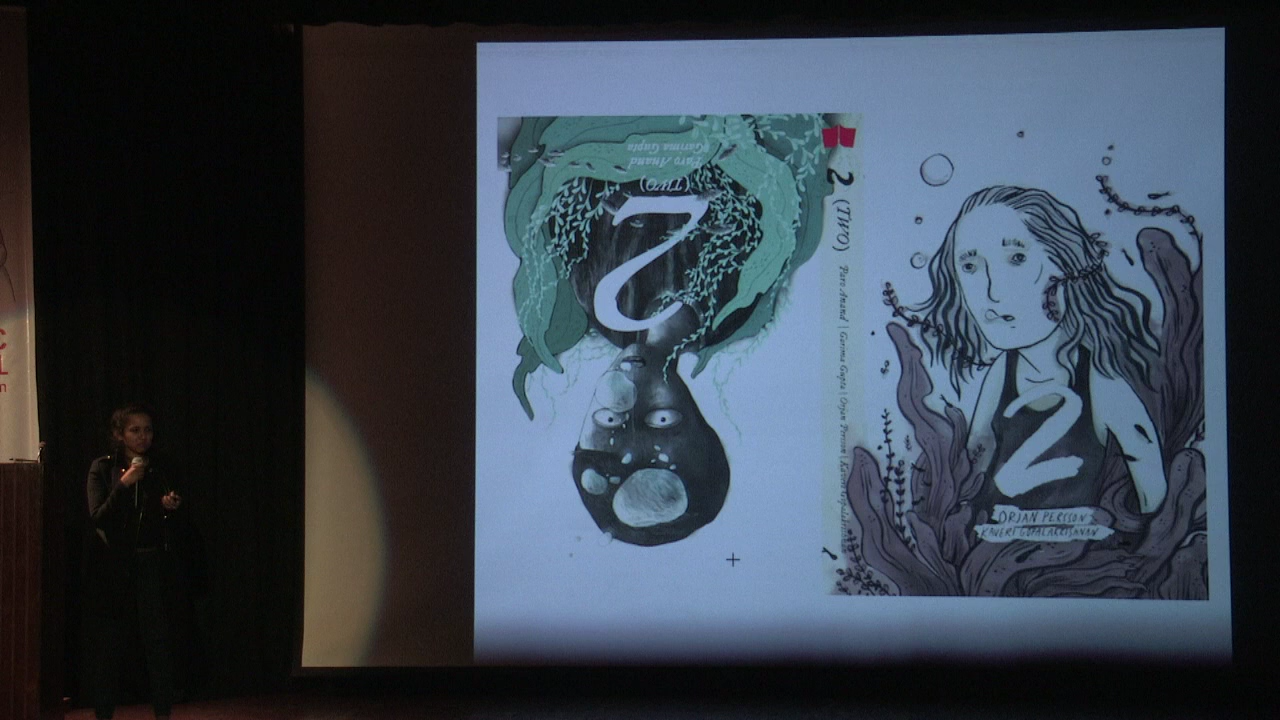 C
L
n
Paro Anand
Garima Gupta
(TWO)
2
2 (TWO) Paro Anand | Garima Gupta | Orjan Persson |
2
ORJAN PERSSON
KAVERI GOPALAKRISHNAN